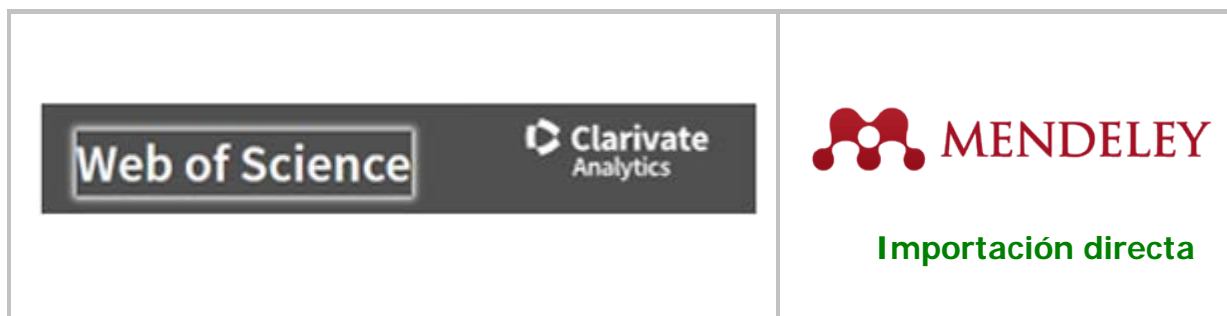 Web of Science
Clarivate
Analytics
MENDELEY
Importación directa